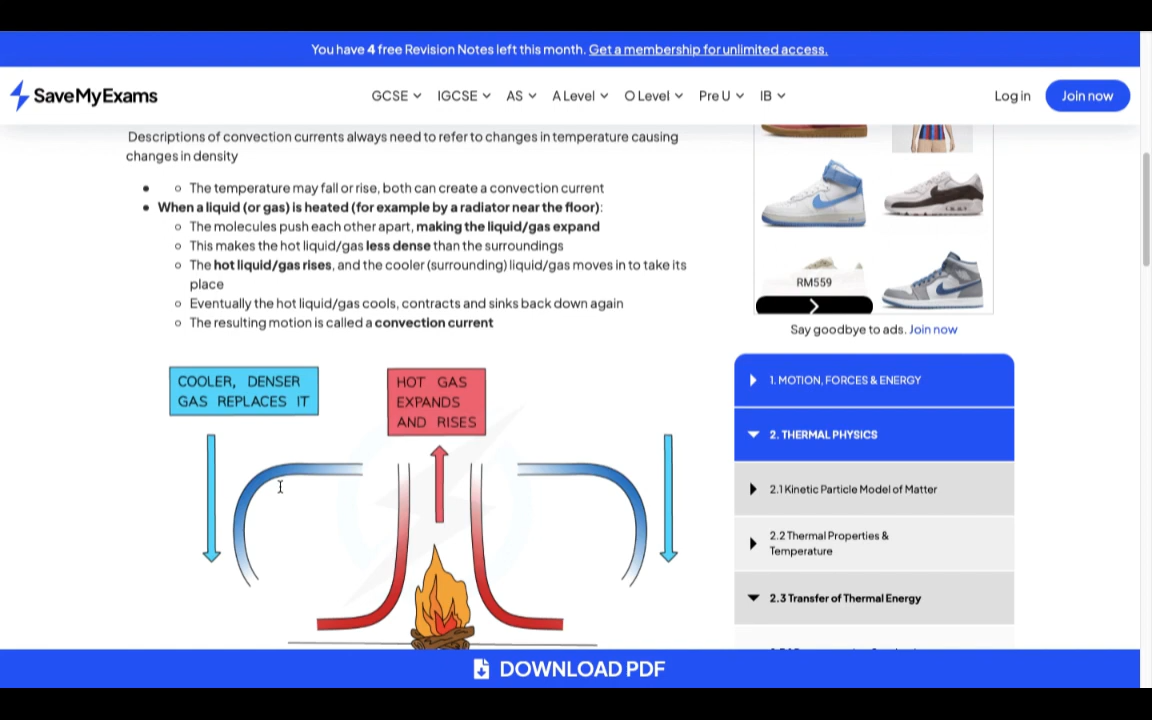 You have 4 free Revision Notes left this month. Get a membership for unlimited access.
SaveMyExams
GCSE
IGCSE
AS
A Level
O Level
Pre U
IB
Log in
Join now
Descriptions of convection currents always need to refer to changes in temperature causing
changes in density
The temperature may fall or rise, both can create a convection current
When a liquid (or gas) is heated (for example by a radiator near the floor):
The molecules push each other apart, making the liquid/gas expand
This makes the hot liquid/gas less dense than the surroundings
The hot liquid/gas rises, and the cooler (surrounding) liquid/gas moves in to take its
place
Eventually the hot liquid/gas cools, contracts and sinks back down again
The resulting motion is called a convection current
COOLER, DENSER
GAS REPLACES IT
HOT GAS
EXPANDS
AND RISES
RM559
Say goodbye to ads. Join now
1. MOTION, FORCES & ENERGY
2. THERMAL PHYSICS
2.1 Kinetic Particle Model of Matter
2.2 Thermal Properties &
Temperature
2.3 Transfer of Thermal Energy
DOWNLOAD PDF